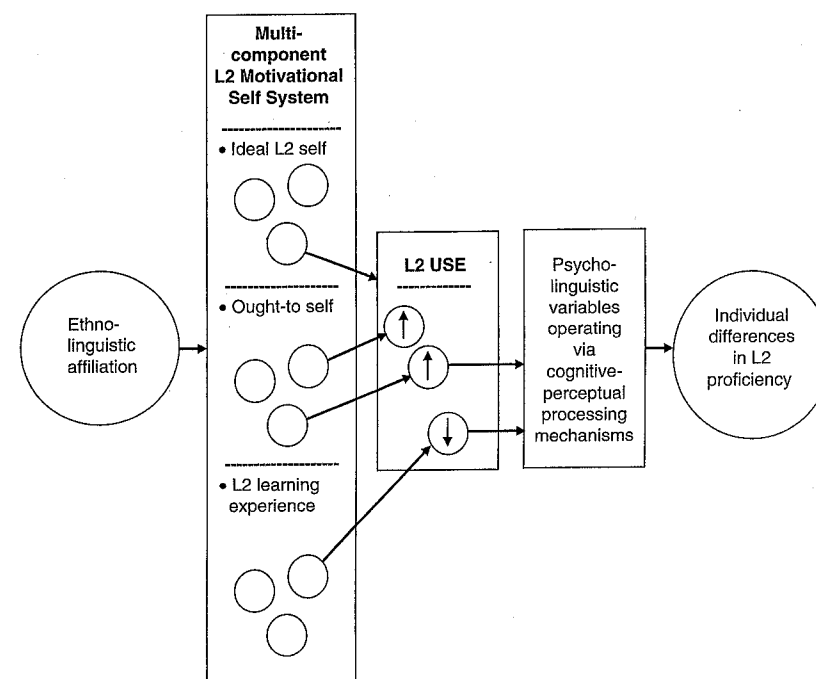 Multi-
component
L2 Motivational
Self System
• Ideal L2 self
• Ought-to self
• L2 learning
experience
Ethno-
linguistic
affiliation
L2 USE
Psycho-
linguistic
variables
operating
via
cognitive-
perceptual
processing
mechanisms
Individual
differences
in L2
proficiency